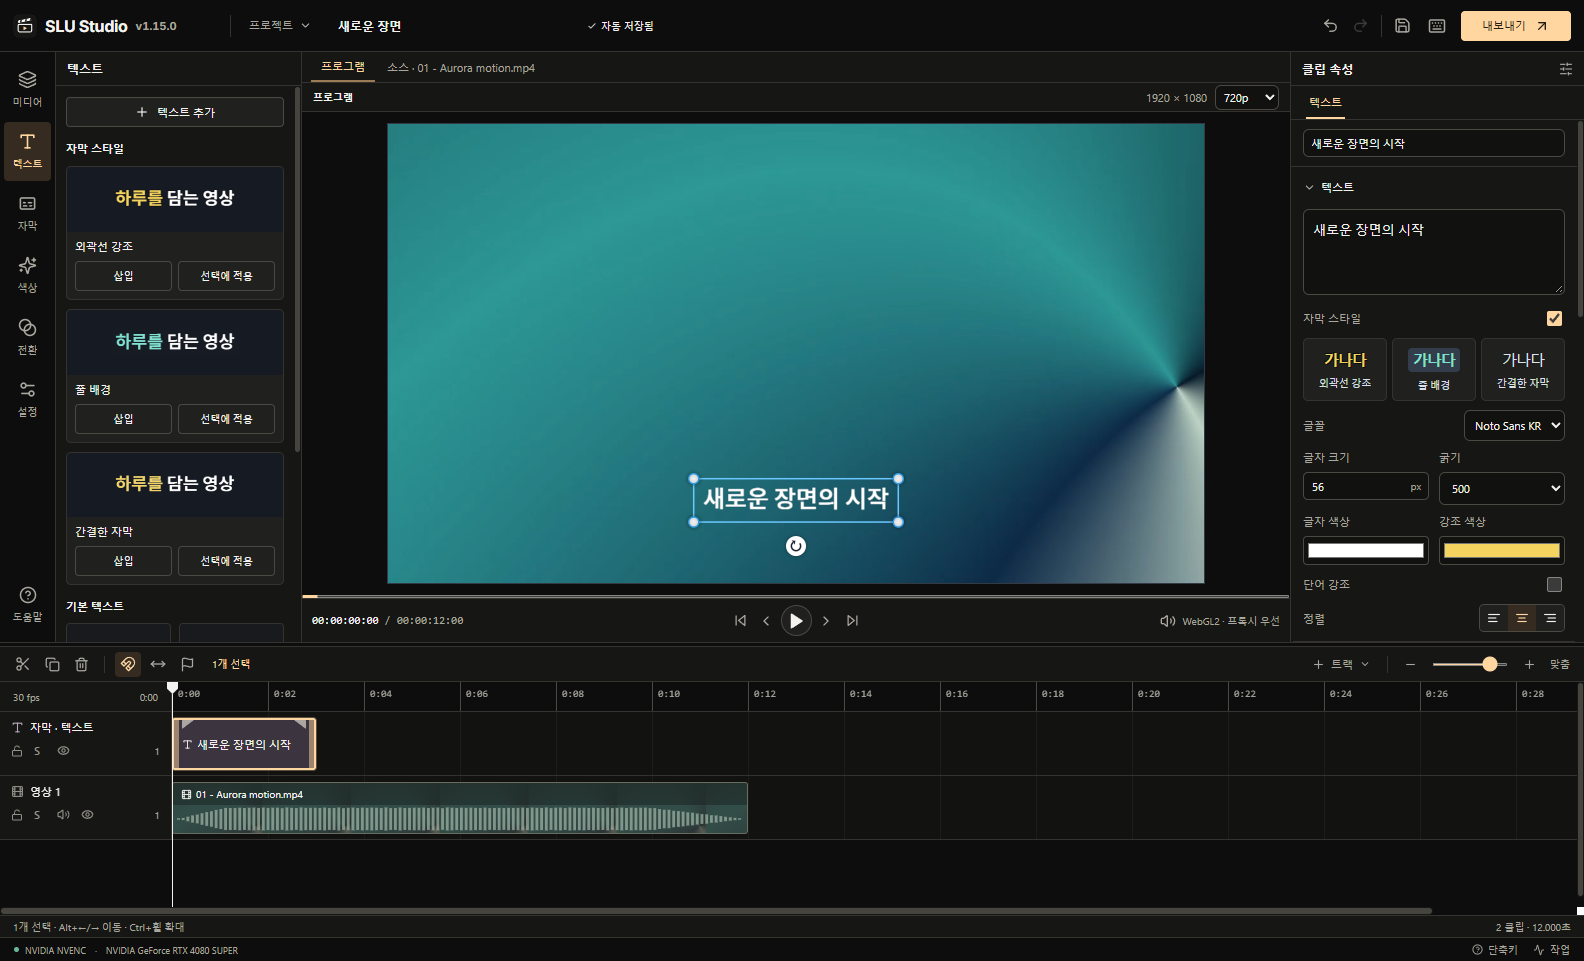 SLU Studio v1.15.0
프로젝트
새로운 장면
자동 저장됨
내보내기
미디어
텍스트
자막
색상
전환
설정
도움말
텍스트
텍스트 추가
자막 스타일
하루를 담는 영상
외곽선 강조
삽입
선택에 적용
하루를 담는 영상
줄 배경
삽입
선택에 적용
하루를 담는 영상
간결한 자막
삽입
선택에 적용
기본 텍스트
프로그램
소스 · 01 - Aurora motion.mp4
프로그램
1920 × 1080
720p
새로운 장면의 시작
00:00:00:00 / 00:00:12:00
WebGL2 · 프록시 우선
클립 속성
텍스트
새로운 장면의 시작
텍스트
새로운 장면의 시작
자막 스타일
가나다
외곽선 강조
가나다
줄 배경
가나다
간결한 자막
글꼴
Noto Sans KR
글자 크기
굵기
56 px
500
글자 색상
강조 색상
단어 강조
정렬
1개 선택
트랙
맞춤
30 fps
0:00
0:00 0:02 0:04 0:06 0:08 0:10 0:12 0:14 0:16 0:18 0:20 0:22 0:24 0:26 0:28
자막 · 텍스트
S
1
새로운 장면의 시작
영상 1
S
1
01 - Aurora motion.mp4
1개 선택 · Alt+←/→ 이동 · Ctrl+휠 확대
2 클립 · 12.000초
NVIDIA NVENC · NVIDIA GeForce RTX 4080 SUPER
단축키
작업